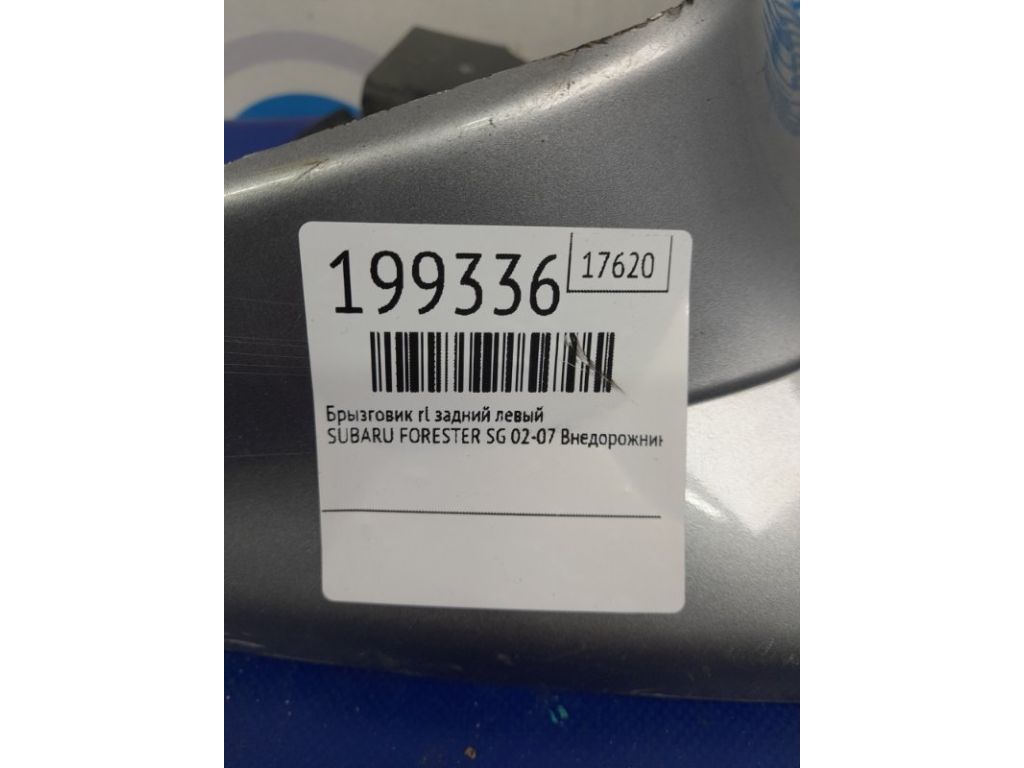 199336
17620
Брызговик rl задний левый
SUBARU FORESTER SG 02-07 Внедорожник